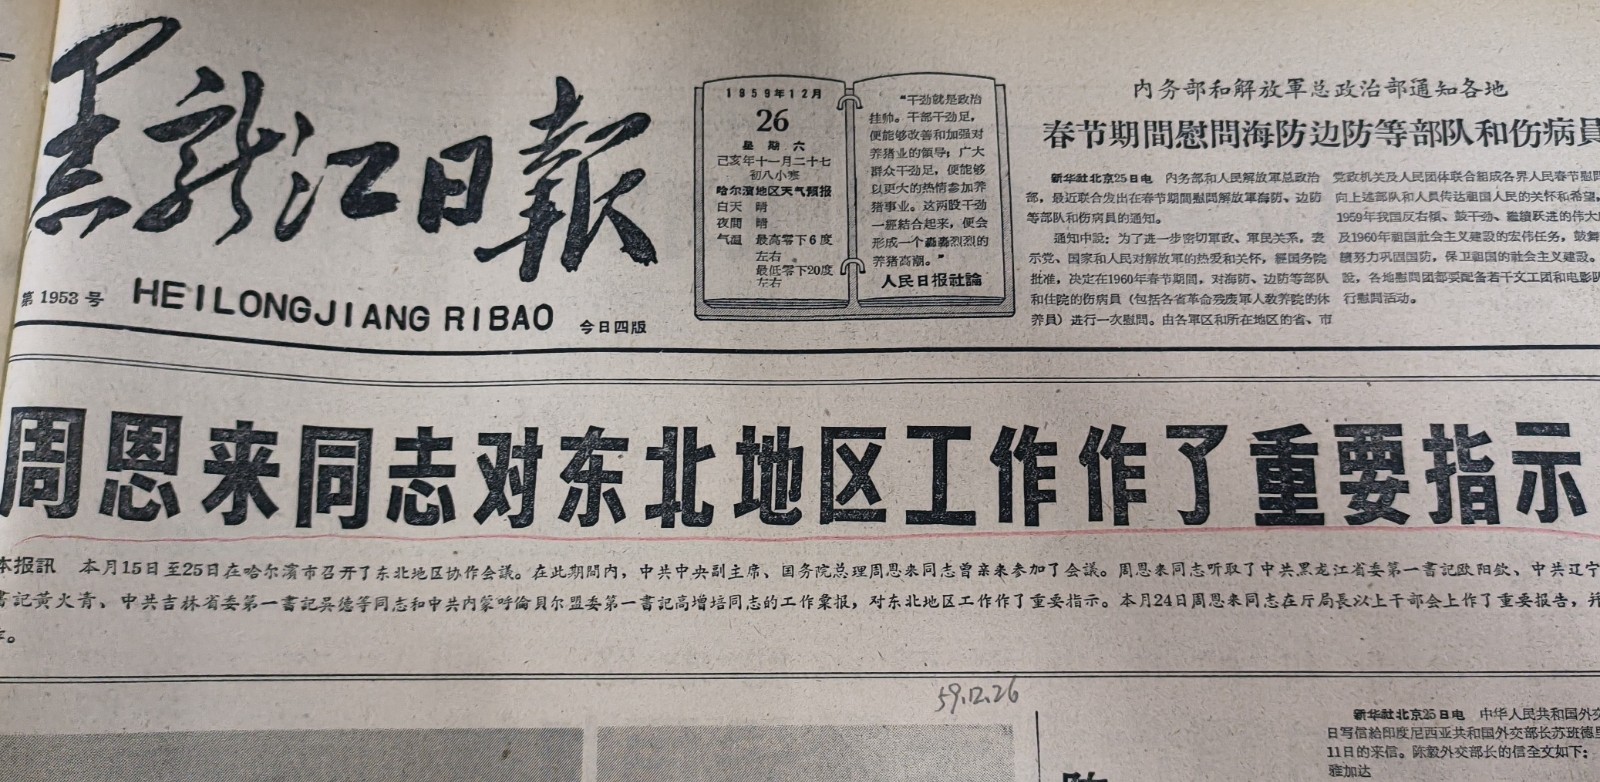 黑龙江日報
第 1953 号
HEILONGJIANG RIBAO
今日四版
1959年12月
26
星期六
己亥年十一月二十七
初八小寒
哈尔濱地区天气預报
白天 晴
夜間 晴
气温 最高零下6度
左右
最低零下20度
左右
“干劲就是政治
挂帅。干部干劲足，
便能够改善和加强对
养猪业的领导；广大
群众干劲足，便能够
以更大的热情参加养
猪事业。这两股干劲
一經結合起来，便会
形成一个轟轟烈烈的
养猪高潮。”
人民日报社論
内务部和解放軍总政治部通知各地
春节期間慰問海防边防等部队和伤病員
新华社北京25日电 内务部和人民解放軍总政治
部，最近联合发出在春节期間慰問解放軍海防、边防
等部队和伤病員的通知。
通知中說：为了进一步密切軍政、軍民关系，表
示党、国家和人民对解放軍的热爱和关怀，經国务院
批准，决定在1960年春节期間，对海防、边防等部队
和住院的伤病員（包括各省革命残废軍人教养院的休
养員）进行一次慰問。由各軍区和所在地区的省、市
党政机关及人民团体联合組成各界人民春节慰問
向上述部队和人員传达祖国人民的关怀和希望，
1959年我国反右傾、鼓干劲、繼續跃进的伟大
及1960年祖国社会主义建設的宏伟任务，鼓舞
續努力巩固国防，保卫祖国的社会主义建設。
說，各地慰問团都要配备若干文工团和电影队
行慰問活动。
周恩来同志对东北地区工作作了重要指示
本报訊 本月15日至25日在哈尔濱市召开了东北地区协作会議。在此期間内，中共中央副主席、国务院总理周恩来同志曾亲来参加了会議。周恩来同志听取了中共黑龙江省委第一書記欧阳欽、中共辽宁
書記黃火青、中共吉林省委第一書記吳德等同志和中共内蒙呼倫貝尔盟委第一書記高增培同志的工作彙报，对东北地区工作作了重要指示。本月24日周恩来同志在厅局長以上干部会上作了重要报告，并
作。
59.12.26
新华社北京25日电 中华人民共和国外交
日写信給印度尼西亚共和国外交部长苏班德里
11日的来信。陈毅外交部长的信全文如下：
雅加达